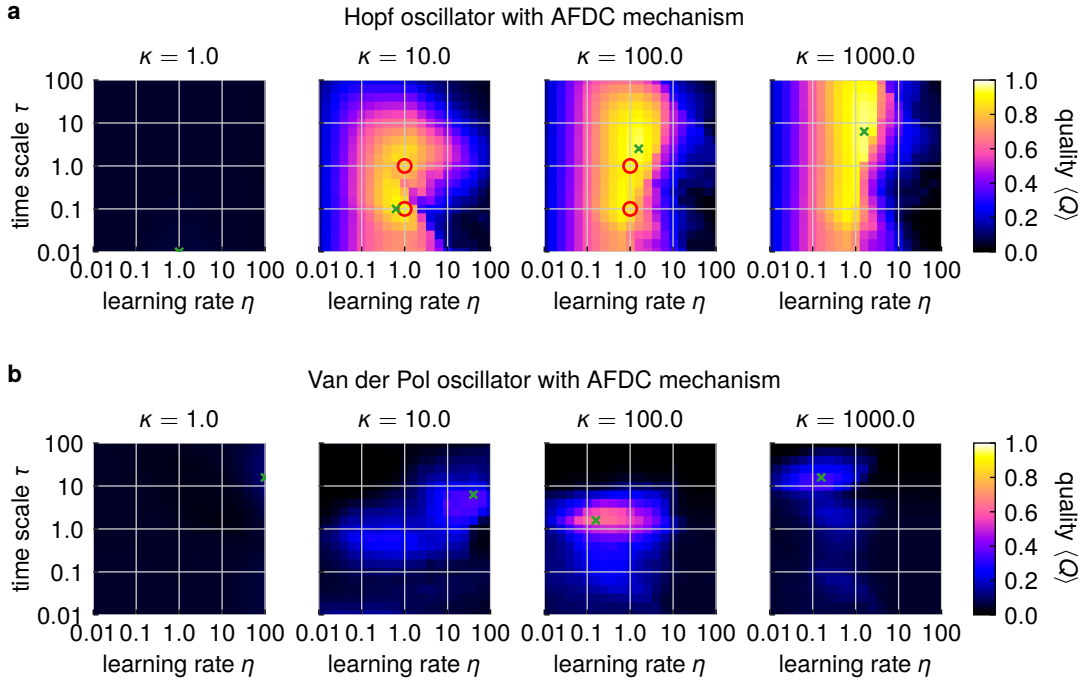 a
Hopf oscillator with AFDC mechanism
κ = 1.0 κ = 10.0 κ = 100.0 κ = 1000.0
time scale τ
100
10
1.0
0.1
0.01
0.01 0.1 1.0 10 100 0.01 0.1 1.0 10 100 0.01 0.1 1.0 10 100 0.01 0.1 1.0 10 100
learning rate η learning rate η learning rate η learning rate η
1.0
0.8
0.6
0.4
0.2
0.0
quality ⟨Q⟩
b
Van der Pol oscillator with AFDC mechanism
κ = 1.0 κ = 10.0 κ = 100.0 κ = 1000.0
time scale τ
100
10
1.0
0.1
0.01
0.01 0.1 1.0 10 100 0.01 0.1 1.0 10 100 0.01 0.1 1.0 10 100 0.01 0.1 1.0 10 100
learning rate η learning rate η learning rate η learning rate η
1.0
0.8
0.6
0.4
0.2
0.0
quality ⟨Q⟩